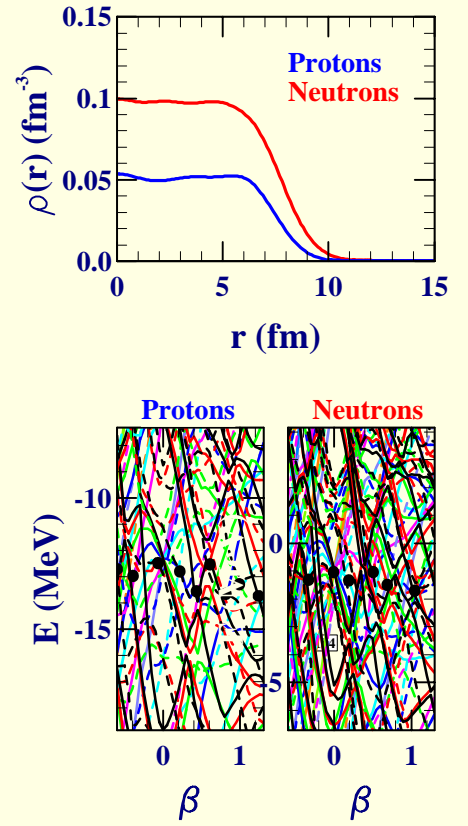 0.15
Protons
Neutrons
0.1
0.05
0.0
ρ(r) (fm-3)
0 5 10 15
r (fm)
Protons Neutrons
-10
0
-15
-5
E (MeV)
0 1 0 1
β β